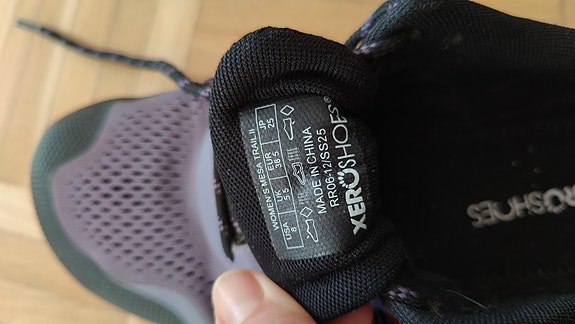 WOMEN'S MESA TRAIL II
USA UK EUR JP
8 5.5 38.5 25
MADE IN CHINA
RR06-12/SS25
XEROSHOES®
XEROSHOES